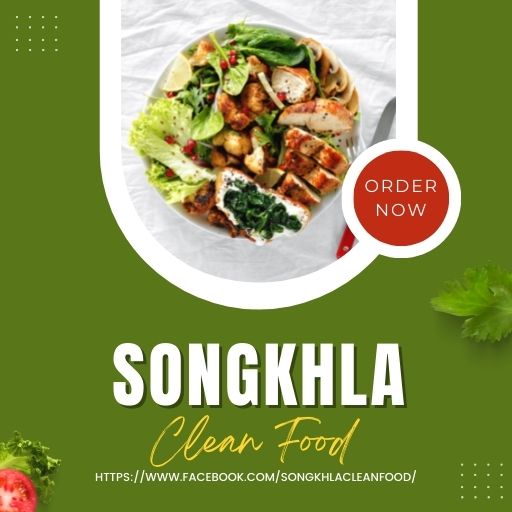 ORDER
NOW
SONGKHLA
Clean Food
HTTPS://WWW.FACEBOOK.COM/SONGKHLACLEANFOOD/